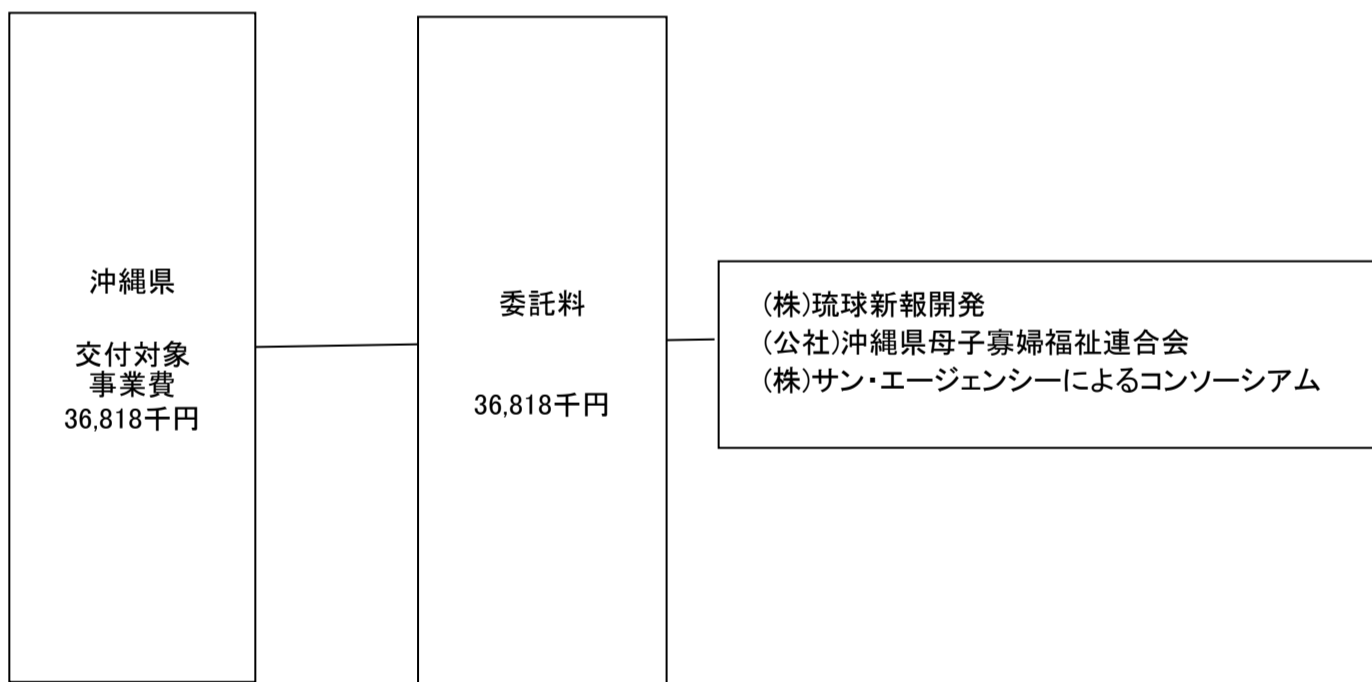 沖縄県
交付対象
事業費
36,818千円
委託料
36,818千円
(株)琉球新報開発
(公社)沖縄県母子寡婦福祉連合会
(株)サン・エージェンシーによるコンソーシアム